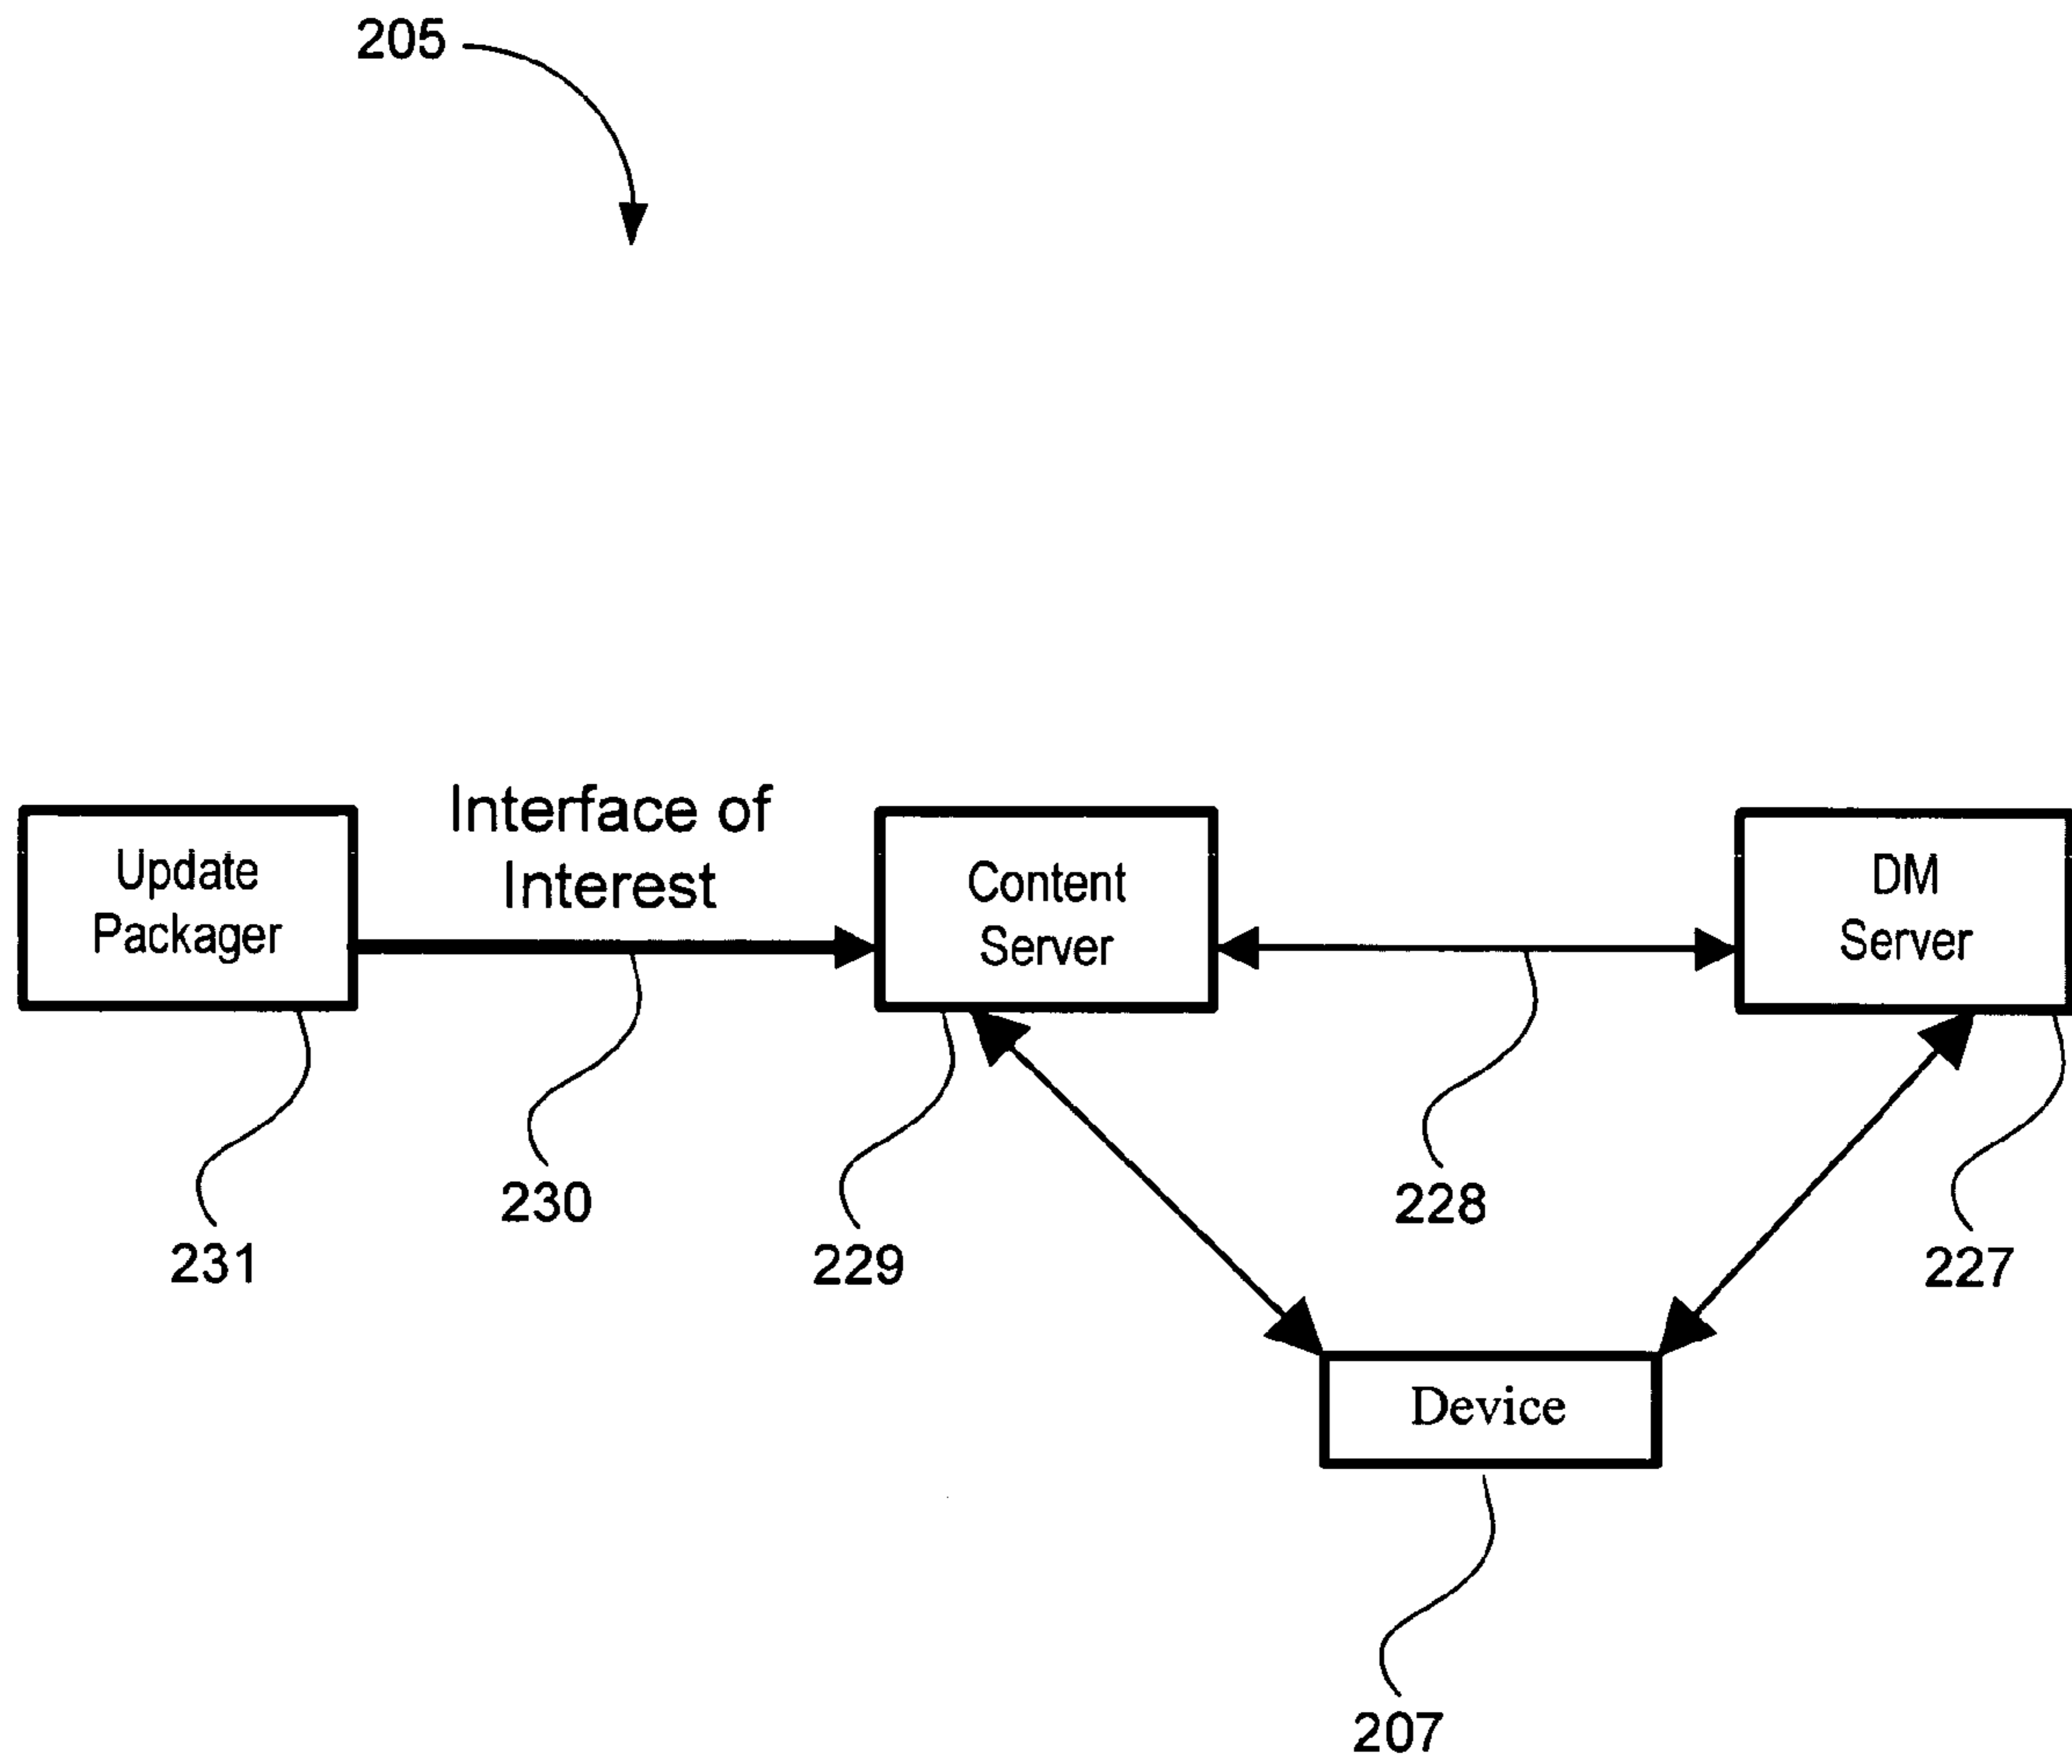 205
Update
Packager
Interface of
Interest
Content
Server
DM
Server
230
228
231
229
227
Device
207